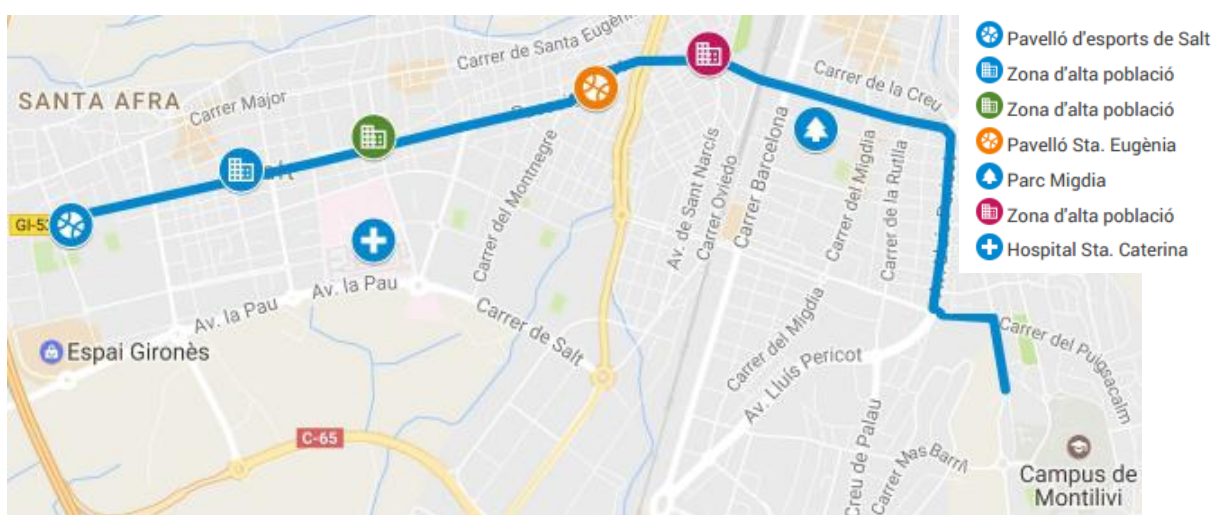 Carrer de Santa Eugèn
SANTA AFRA
Carrer Major
Carrer de la Creu
GI-5
Carrer del Montnegre
Av. de Sant Narcís
Carrer Oviedo
Carrer Barcelona
Carrer del Migdia
Carrer de la Rutlla
Av. la Pau
Av. la Pau
Carrer de Salt
Espai Gironès
Carrer del Migdia
Av. Lluís Pericot
Carrer del Puigsacalm
C-65
Creu de Palau
Carrer Mas Barri
Campus de
Montilivi
Pavelló d'esports de Salt
Zona d'alta població
Zona d'alta població
Pavelló Sta. Eugènia
Parc Migdia
Zona d'alta població
Hospital Sta. Caterina